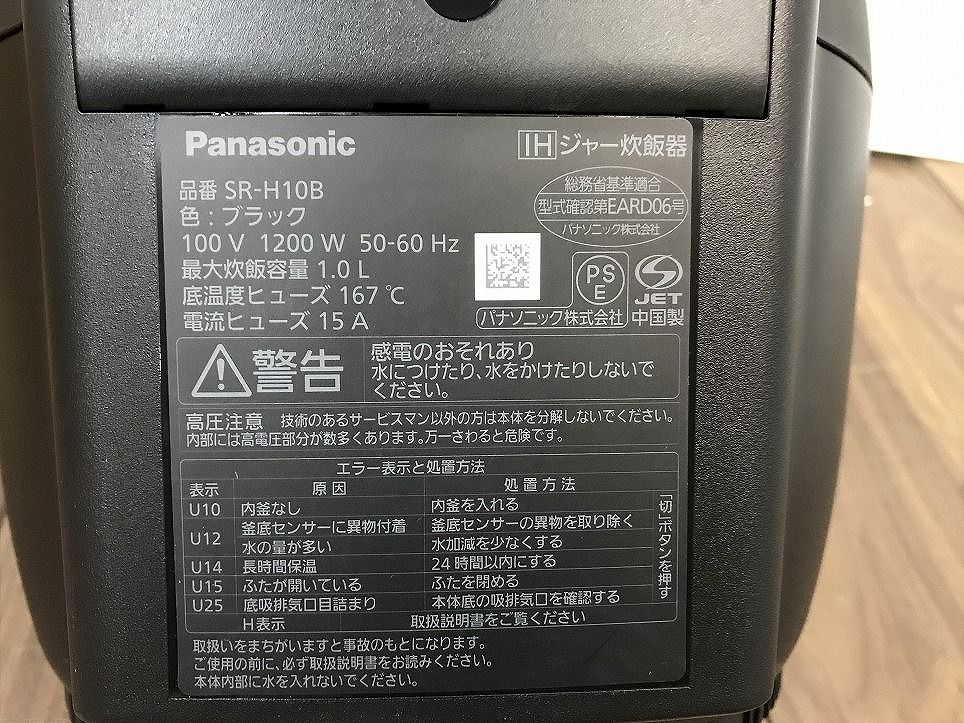 Panasonic
IHジャー炊飯器
品番 SR-H10B
色：ブラック
100 V 1200 W 50-60 Hz
最大炊飯容量 1.0 L
底温度ヒューズ 167 ℃
電流ヒューズ 15 A
総務省基準適合
型式確認第EARD06号
パナソニック株式会社
PS
E
パナソニック株式会社
JET
中国製
警告
感電のおそれあり
水につけたり、水をかけたりしないで
ください。
高圧注意 技術のあるサービスマン以外の方は本体を分解しないでください。
内部には高電圧部分が数多くあります。万一さわると危険です。
エラー表示と処置方法
表示 原因 処置方法
U10 内釜なし 内釜を入れる
U12 釜底センサーに異物付着 釜底センサーの異物を取り除く
水の量が多い 水加減を少なくする
U14 長時間保温 24時間以内にする
U15 ふたが開いている ふたを閉める
U25 底吸排気口目詰まり 本体底の吸排気口を確認する
「切」ボタンを押す
H表示 取扱説明書をご覧ください
取扱いをまちがいますと事故のもとになります。
ご使用の前に、必ず取扱説明書をお読みください。
本体内部に水を入れないでください。